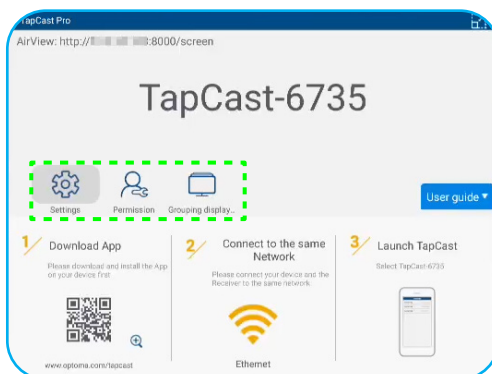 TapCast Pro
AirView: http:// :8000/screen
TapCast-6735
Settings
Permission
Grouping display...
User guide
1/ Download App
Please download and install the App
on your device first
www.optoma.com/tapcast
2/ Connect to the same
Network
Please connect your device and the
Receiver to the same network
Ethernet
3/ Launch TapCast
Select TapCast-6735